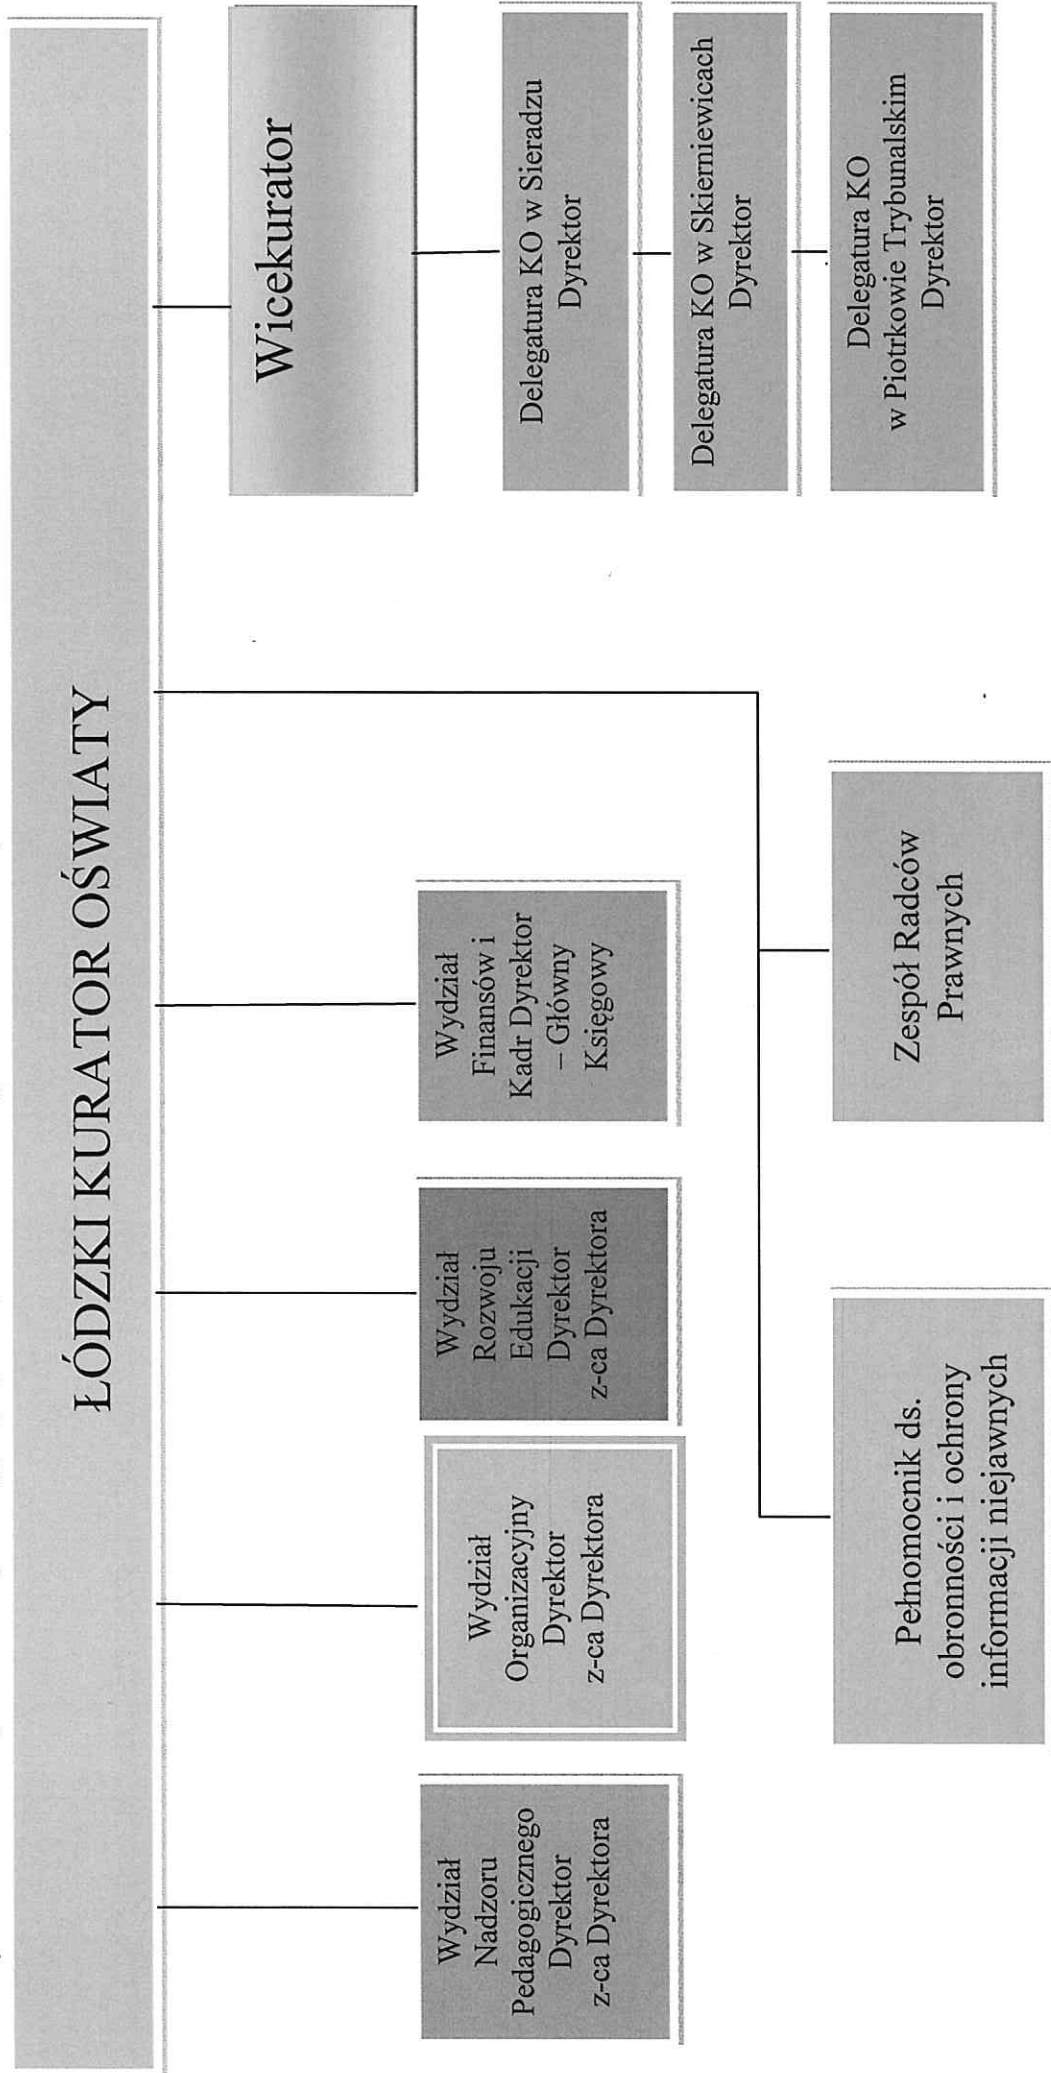 ŁÓDZKI KURATOR OŚWIATY
Wydział
Nadzoru
Pedagogicznego
Dyrektor
z-ca Dyrektora
Wydział
Organizacyjny
Dyrektor
z-ca Dyrektora
Wydział
Rozwoju
Edukacji
Dyrektor
z-ca Dyrektora
Wydział
Finansów i
Kadr Dyrektor
– Główny
Księgowy
Wicekurator
Delegatura KO w Sieradzu
Dyrektor
Delegatura KO w Skierniewicach
Dyrektor
Delegatura KO
w Piotrkowie Trybunalskim
Dyrektor
Pełnomocnik ds.
obronności i ochrony
informacji niejawnych
Zespół Radców
Prawnych